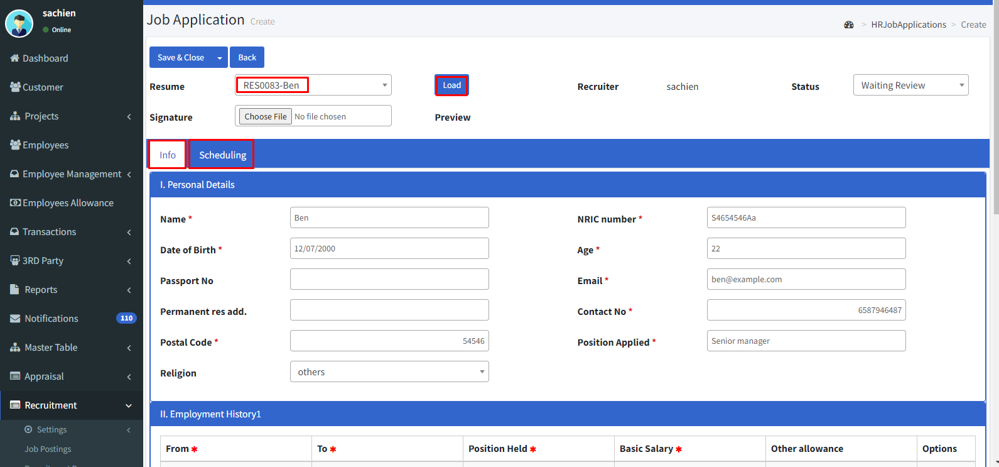 sachien
Online
Dashboard
Customer
Projects
Employees
Employee Management
Employees Allowance
Transactions
3RD Party
Reports
Notifications 110
Master Table
Appraisal
Recruitment
Settings
Job Postings
Job Application Create
> HRJobApplications > Create
Save & Close Back
Resume RES0083-Ben Load Recruiter sachien Status Waiting Review
Signature Choose File No file chosen Preview
Info Scheduling
I. Personal Details
Name * Ben NRIC number * S4654546Aa
Date of Birth * 12/07/2000 Age * 22
Passport No Email * ben@example.com
Permanent res add. Contact No * 6587946487
Postal Code * 54546 Position Applied * Senior manager
Religion others
II. Employment History1
From * To * Position Held * Basic Salary * Other allowance Options